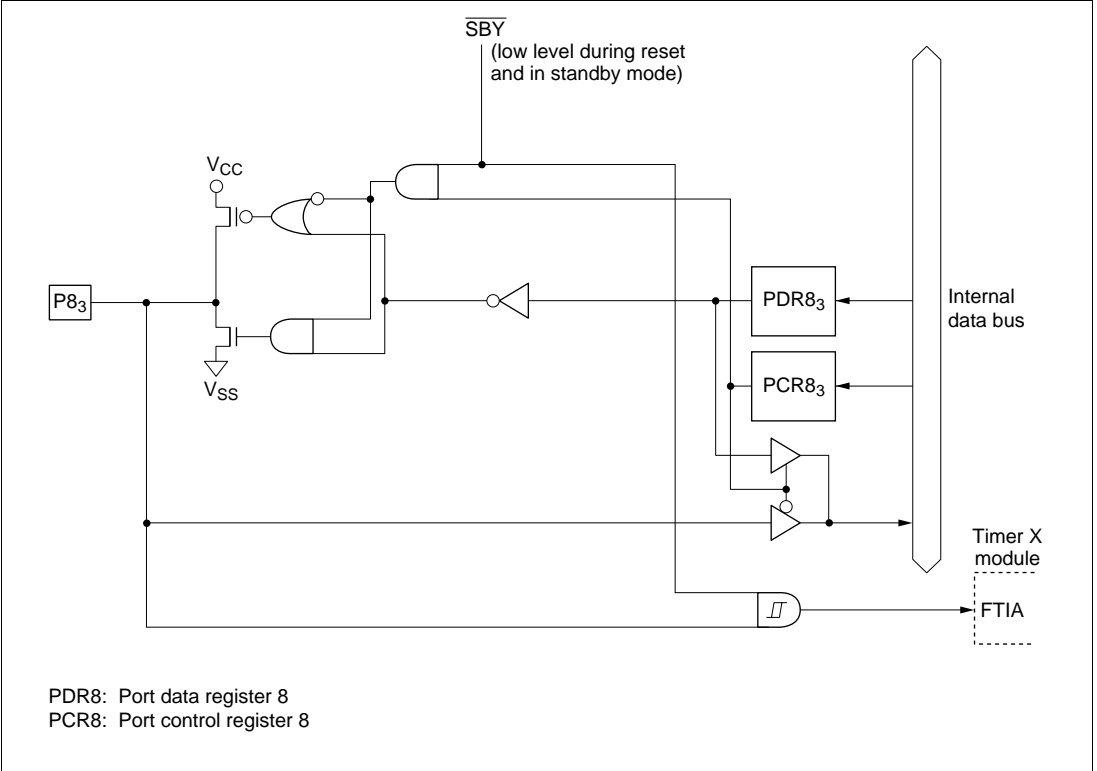 SBY
(low level during reset
and in standby mode)
VCC
P83
VSS
PDR83
PCR83
Internal
data bus
Timer X
module
FTIA
PDR8: Port data register 8
PCR8: Port control register 8